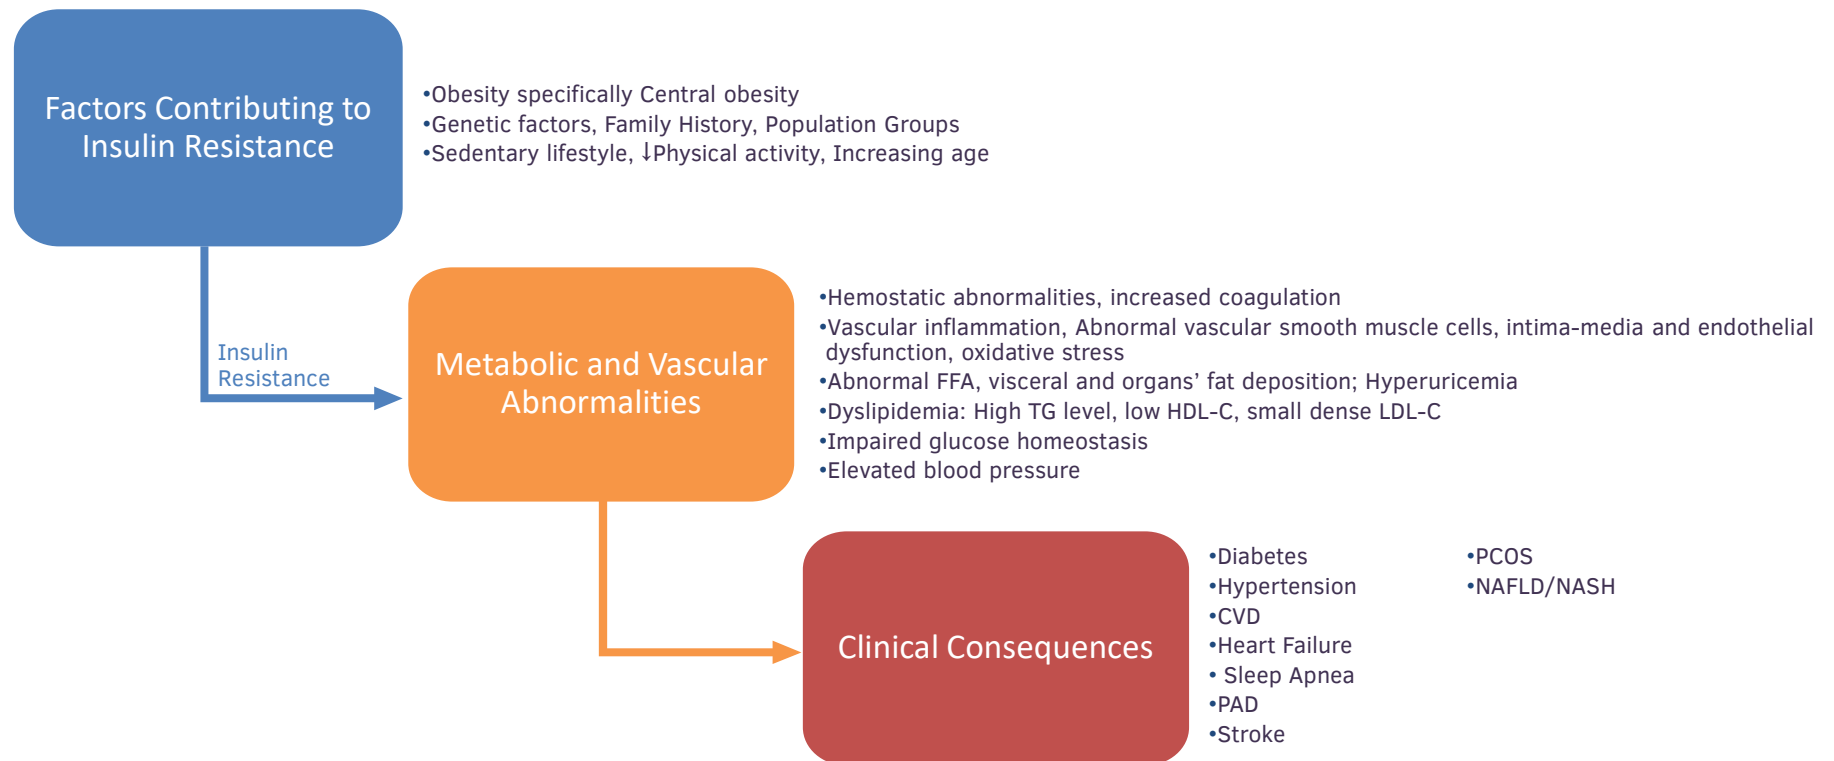 Factors Contributing to
Insulin Resistance
•Obesity specifically Central obesity
•Genetic factors, Family History, Population Groups
•Sedentary lifestyle, ↓Physical activity, Increasing age
Insulin
Resistance
Metabolic and Vascular
Abnormalities
•Hemostatic abnormalities, increased coagulation
•Vascular inflammation, Abnormal vascular smooth muscle cells, intima-media and endothelial
dysfunction, oxidative stress
•Abnormal FFA, visceral and organs’ fat deposition; Hyperuricemia
•Dyslipidemia: High TG level, low HDL-C, small dense LDL-C
•Impaired glucose homeostasis
•Elevated blood pressure
Clinical Consequences
•Diabetes
•Hypertension
•CVD
•Heart Failure
• Sleep Apnea
•PAD
•Stroke
•PCOS
•NAFLD/NASH